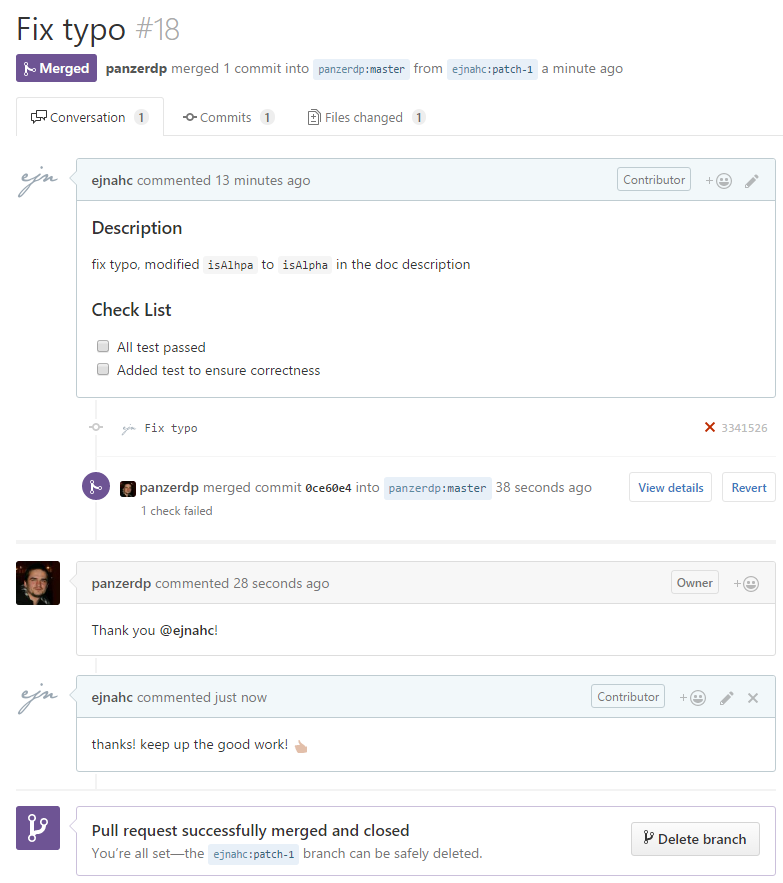 Fix typo #18
Merged panzerdp merged 1 commit into panzerdp:master from ejnahc:patch-1 a minute ago
Conversation 1 Commits 1 Files changed 1
ejn
ejnahc commented 13 minutes ago Contributor +
Description
fix typo, modified isAlhpa to isAlpha in the doc description
Check List
All test passed
Added test to ensure correctness
ejn Fix typo 3341526
panzerdp merged commit 0ce60e4 into panzerdp:master 38 seconds ago View details Revert
1 check failed
panzerdp commented 28 seconds ago Owner +
Thank you @ejnahc!
ejn
ejnahc commented just now Contributor +
thanks! keep up the good work!
Pull request successfully merged and closed
You’re all set—the ejnahc:patch-1 branch can be safely deleted.
Delete branch